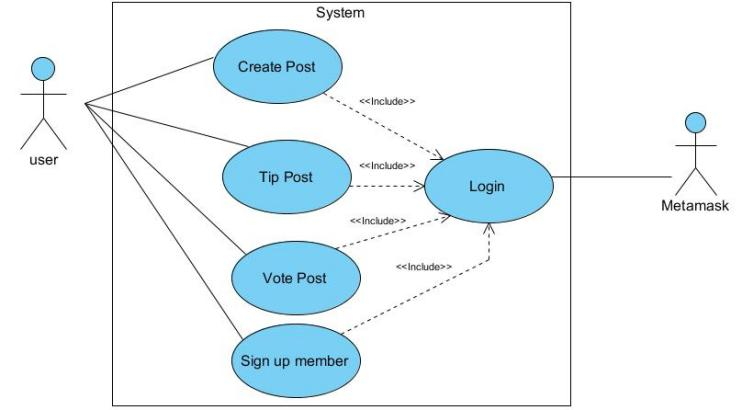 System
Create Post
<<Include>>
user
Tip Post
<<Include>>
Login
Metamask
<<Include>>
Vote Post
<<Include>>
Sign up member